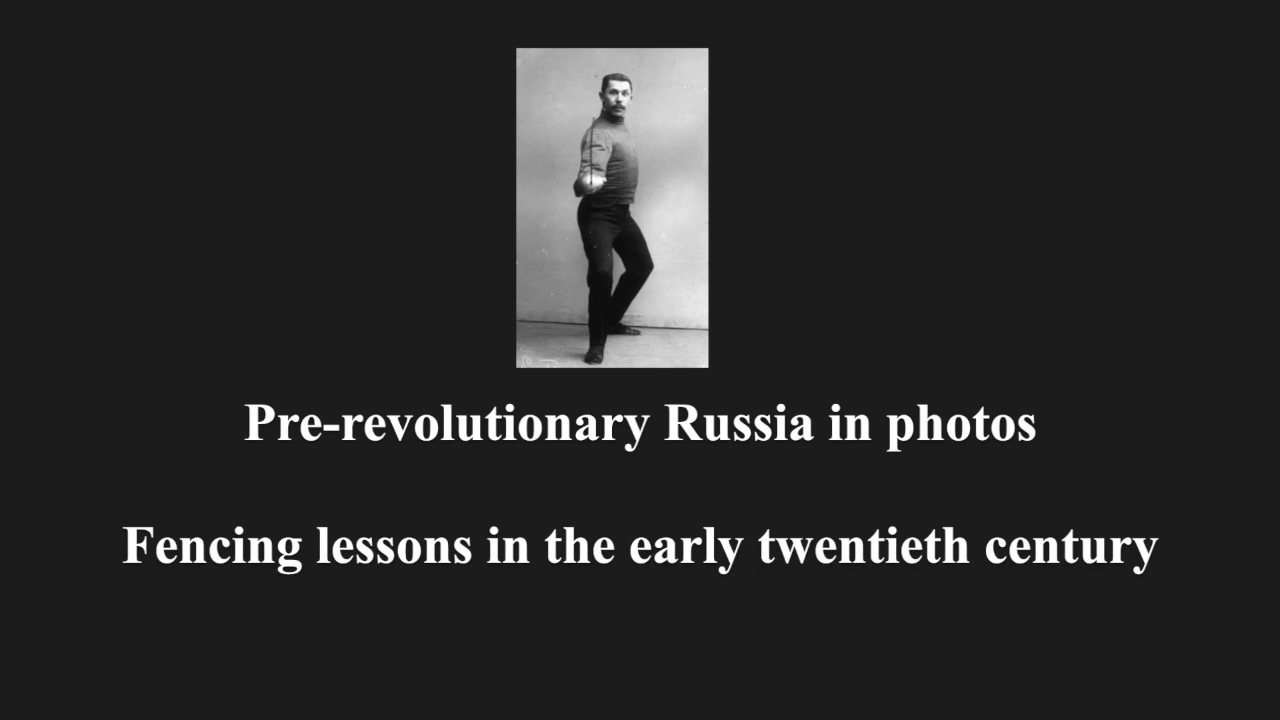 Pre-revolutionary Russia in photos
Fencing lessons in the early twentieth century